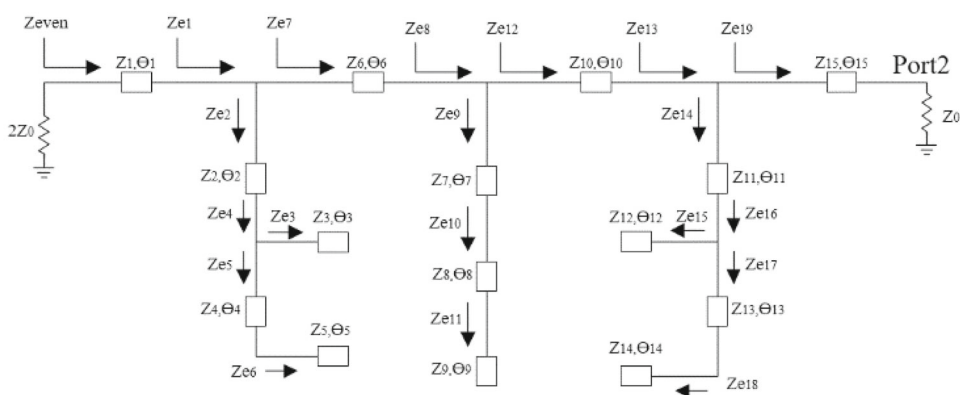 Zeven Ze1 Ze7 Ze8 Ze12 Ze13 Ze19
Z1,Θ1 Z6,Θ6 Z10,Θ10 Z15,Θ15 Port2
2Z0 Ze2 Ze9 Ze14 Z0
Z2,Θ2 Z7,Θ7 Z11,Θ11
Ze4 Ze3 Z3,Θ3 Ze10 Z12,Θ12 Ze15 Ze16
Ze5 Z8,Θ8 Ze17
Z4,Θ4 Z5,Θ5 Ze11 Z13,Θ13
Ze6 Z9,Θ9 Z14,Θ14 Ze18